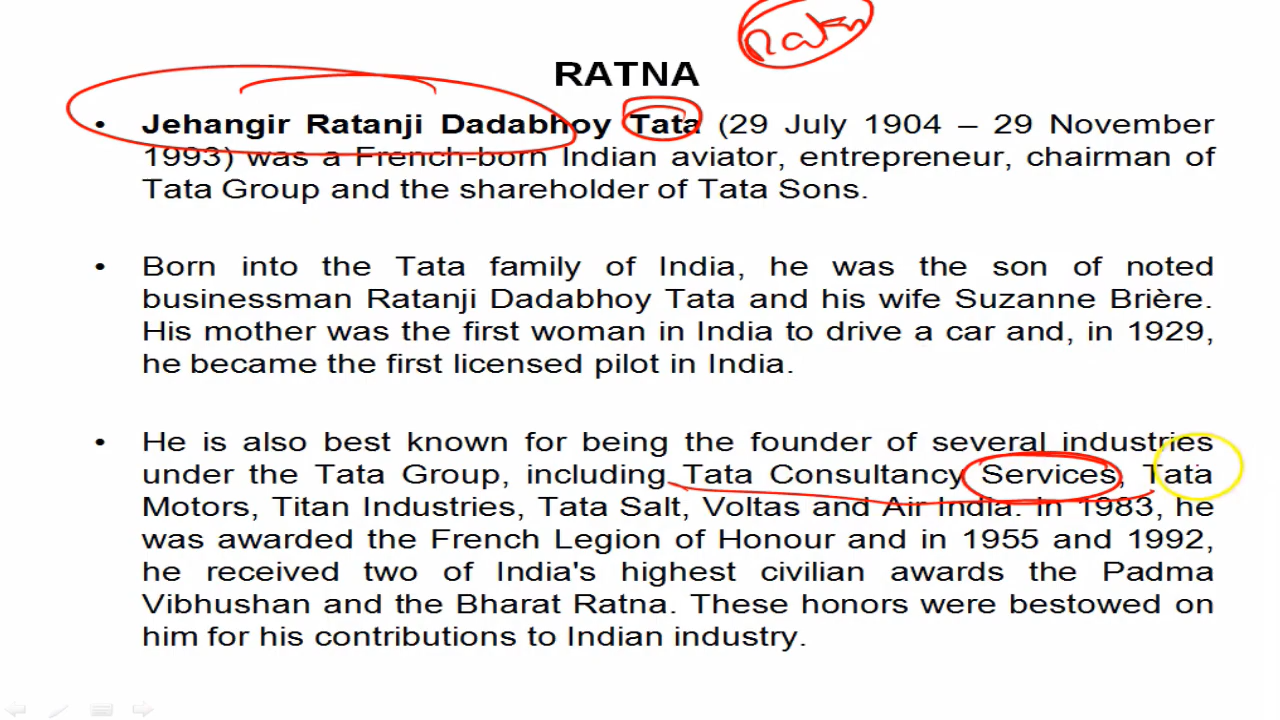 RATNA
• Jehangir Ratanji Dadabhoy Tata (29 July 1904 – 29 November
1993) was a French-born Indian aviator, entrepreneur, chairman of
Tata Group and the shareholder of Tata Sons.
• Born into the Tata family of India, he was the son of noted
businessman Ratanji Dadabhoy Tata and his wife Suzanne Brière.
His mother was the first woman in India to drive a car and, in 1929,
he became the first licensed pilot in India.
• He is also best known for being the founder of several industries
under the Tata Group, including Tata Consultancy Services, Tata
Motors, Titan Industries, Tata Salt, Voltas and Air India. In 1983, he
was awarded the French Legion of Honour and in 1955 and 1992,
he received two of India's highest civilian awards the Padma
Vibhushan and the Bharat Ratna. These honors were bestowed on
him for his contributions to Indian industry.